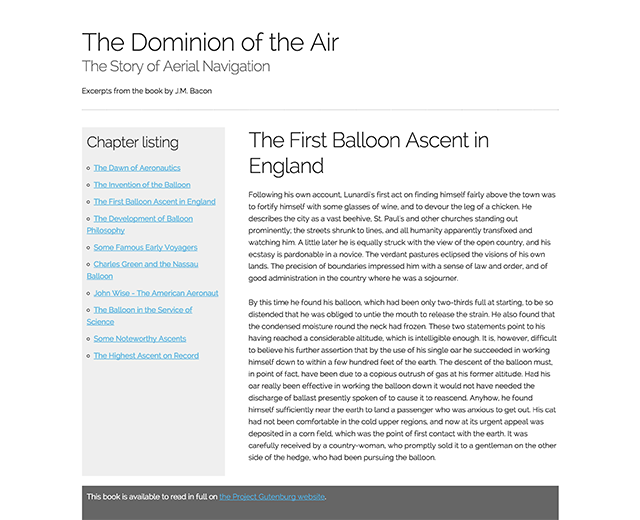 The Dominion of the Air
The Story of Aerial Navigation
Excerpts from the book by J.M. Bacon
Chapter listing
The Dawn of Aeronautics
The Invention of the Balloon
The First Balloon Ascent in England
The Development of Balloon
Philosophy
Some Famous Early Voyagers
Charles Green and the Nassau
Balloon
John Wise - The American Aeronaut
The Balloon in the Service of
Science
Some Noteworthy Ascents
The Highest Ascent on Record
The First Balloon Ascent in
England
Following his own account, Lunardi's first act on finding himself fairly above the town was
to fortify himself with some glasses of wine, and to devour the leg of a chicken. He
describes the city as a vast beehive, St. Paul's and other churches standing out
prominently; the streets shrunk to lines, and all humanity apparently transfixed and
watching him. A little later he is equally struck with the view of the open country, and his
ecstasy is pardonable in a novice. The verdant pastures eclipsed the visions of his own
lands. The precision of boundaries impressed him with a sense of law and order, and of
good administration in the country where he was a sojourner.
By this time he found his balloon, which had been only two-thirds full at starting, to be so
distended that he was obliged to untie the mouth to release the strain. He also found that
the condensed moisture round the neck had frozen. These two statements point to his
having reached a considerable altitude, which is intelligible enough. It is, however, difficult
to believe his further assertion that by the use of his single oar he succeeded in working
himself down to within a few hundred feet of the earth. The descent of the balloon must,
in point of fact, have been due to a copious outrush of gas at his former altitude. Had his
oar really been effective in working the balloon down it would not have needed the
discharge of ballast presently spoken of to cause it to reascend. Anyhow, he found
himself sufficiently near the earth to land a passenger who was anxious to get out. His cat
had not been comfortable in the cold upper regions, and now at its urgent appeal was
deposited in a corn field, which was the point of first contact with the earth. It was
carefully received by a country-woman, who promptly sold it to a gentleman on the other
side of the hedge, who had been pursuing the balloon.
This book is available to read in full on the Project Gutenburg website.